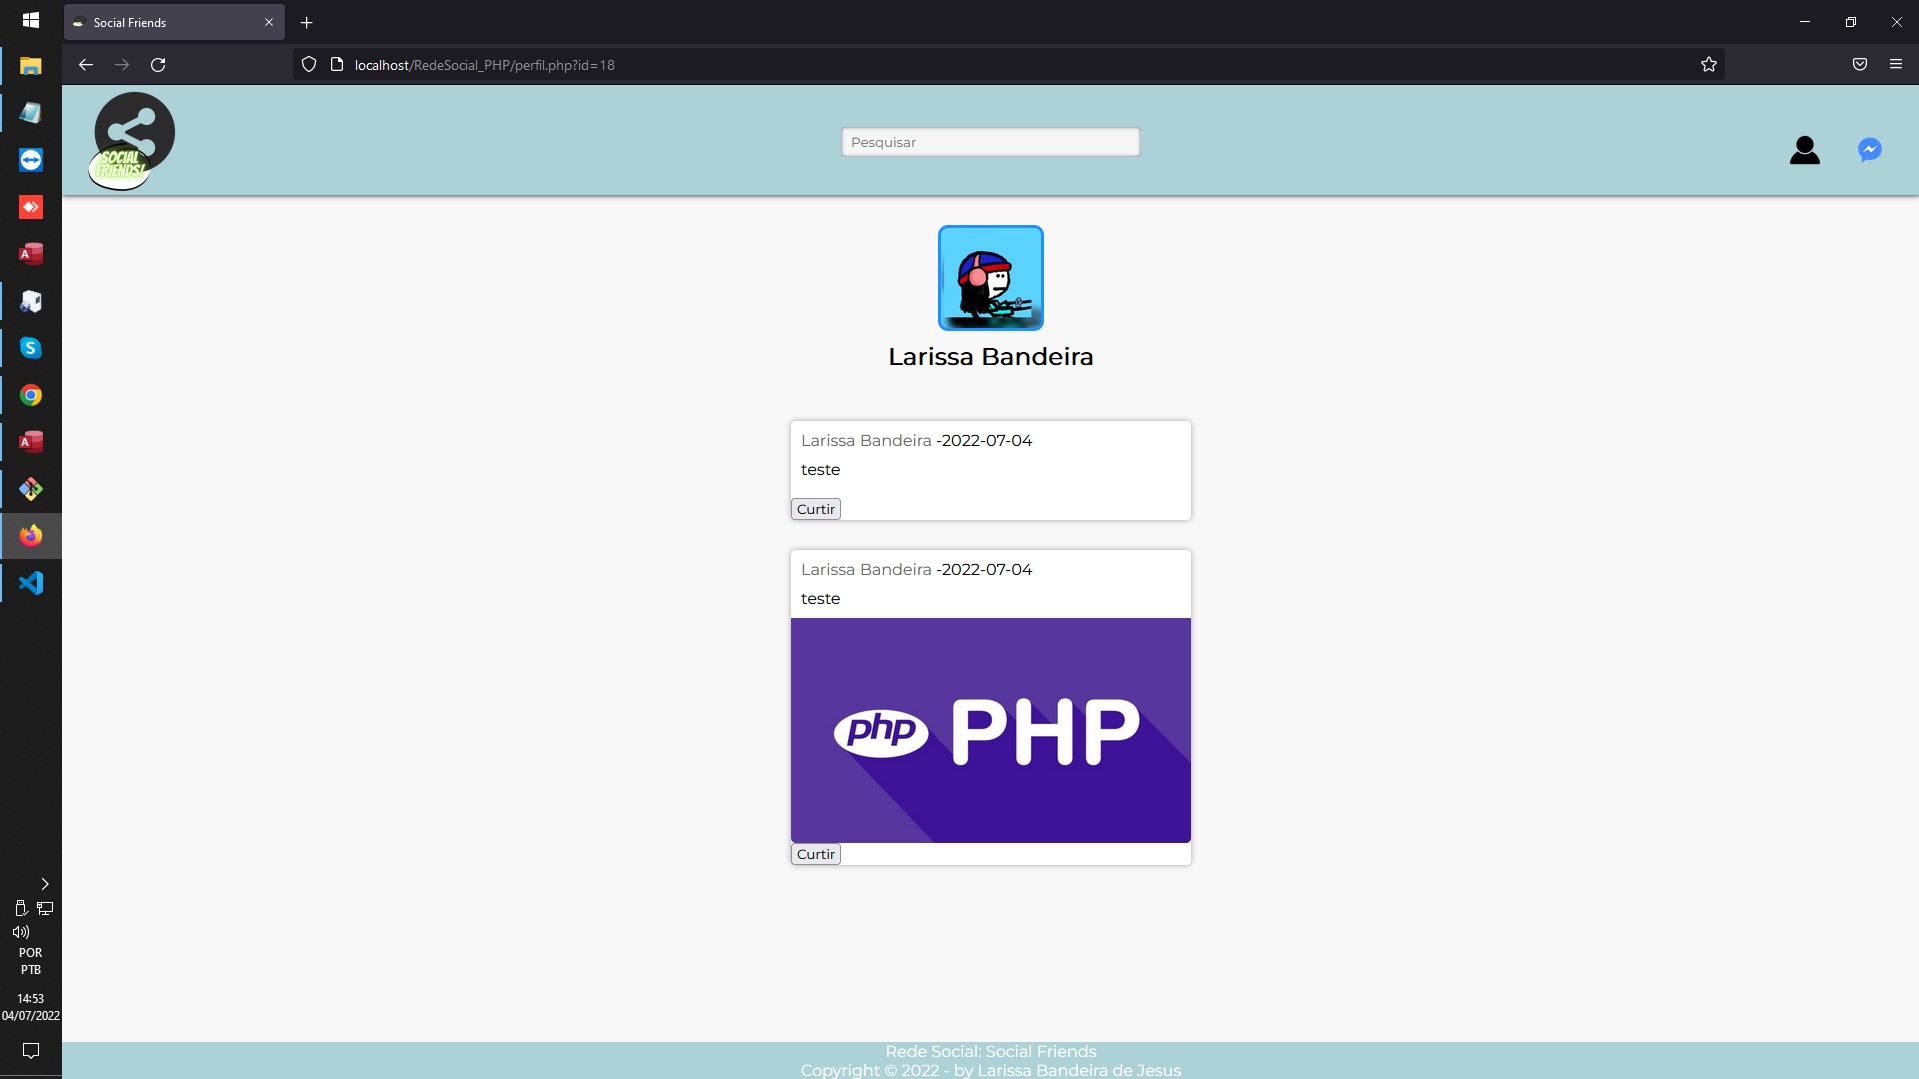 Social Friends
localhost/RedeSocial_PHP/perfil.php?id=18
SOCIAL
FRIENDS!
Pesquisar
Larissa Bandeira
Larissa Bandeira -2022-07-04
teste
Curtir
Larissa Bandeira -2022-07-04
teste
php PHP
Curtir
A
S
A
POR
PTB
14:53
04/07/2022
Rede Social: Social Friends
Copyright © 2022 - by Larissa Bandeira de Jesus